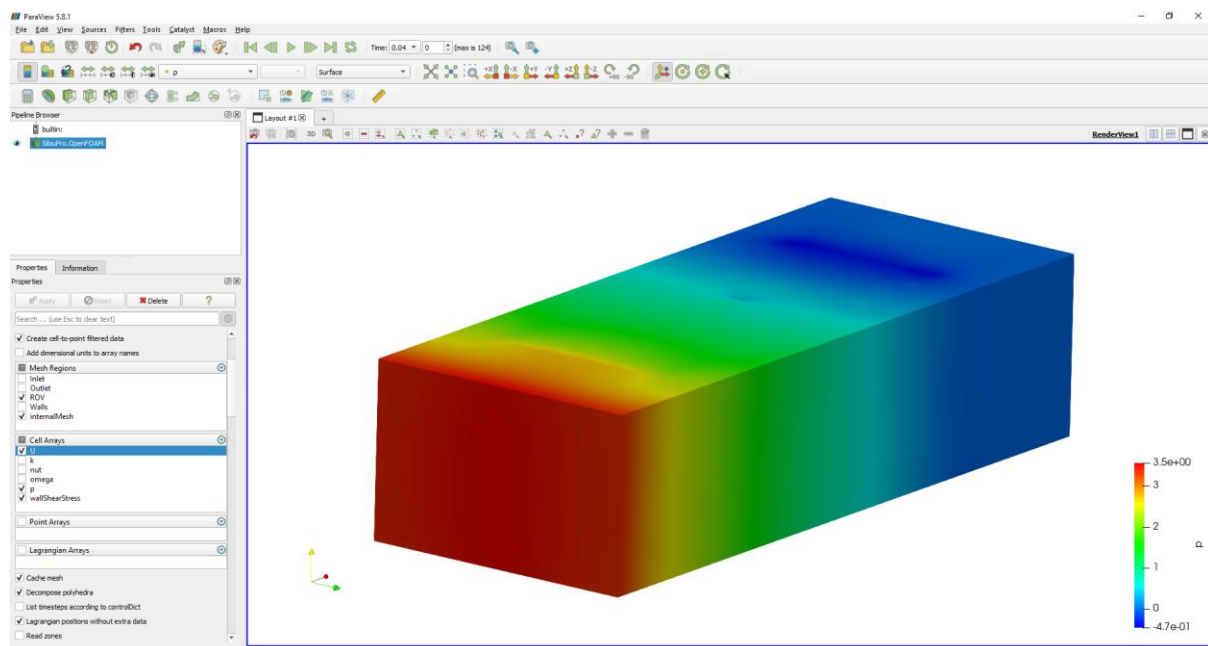 ParaView 5.8.1
File Edit View Sources Filters Tools Catalyst Macros Help
Time: 0.04 0 (max is 124)
p Surface
Pipeline Browser
Layout #1
builtin:
3D RenderView1
SibiuPro.OpenFOAM
Properties Information
Properties
Apply Reset Delete ?
Search ... (use Esc to clear text)
Create cell-to-point filtered data
Add dimensional units to array names
Mesh Regions
Inlet
Outlet
ROV
Walls
internalMesh
Cell Arrays
U
k
nut
omega
p
wallShearStress
Point Arrays
Lagrangian Arrays
Cache mesh
Decompose polyhedra
List timesteps according to controlDict
Lagrangian positions without extra data
Read zones
3.5e+00
3
2
1
0
-4.7e-01
p